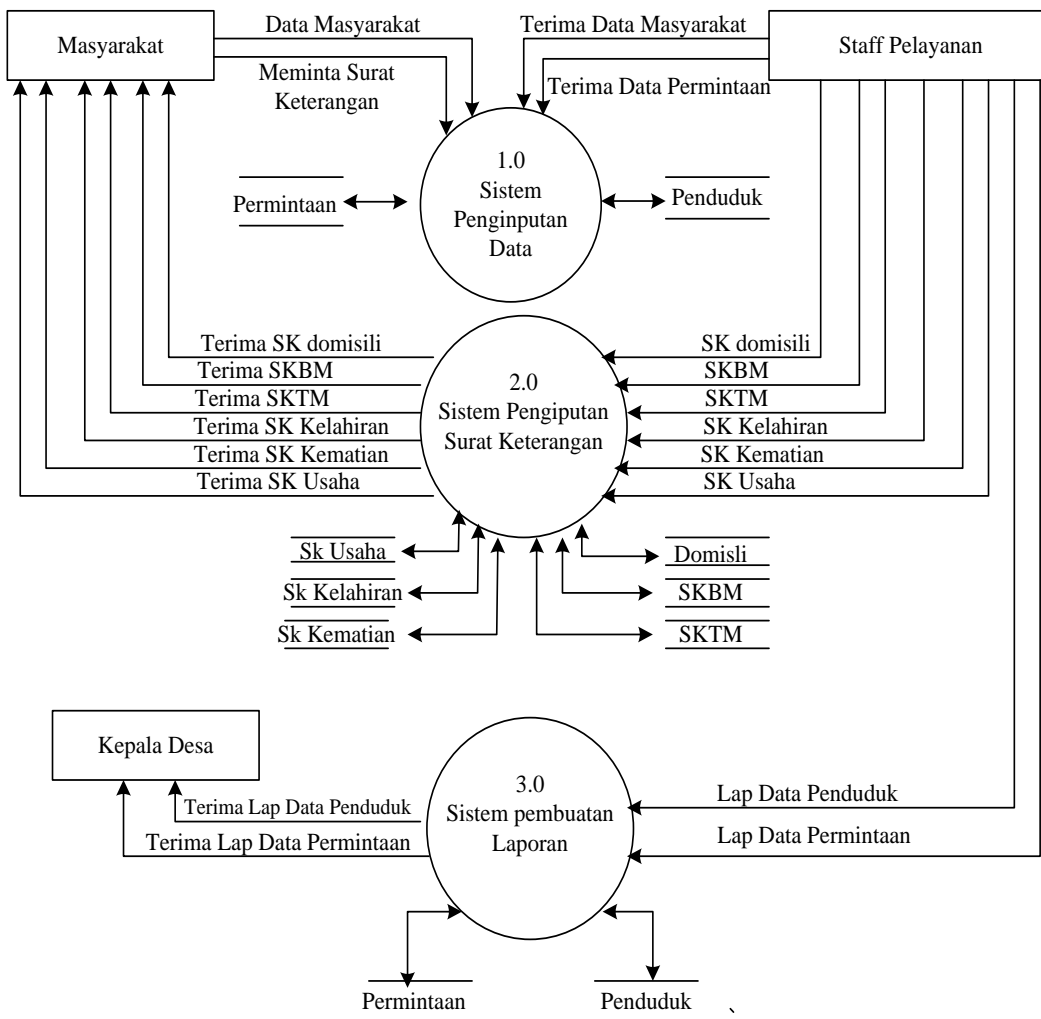 Masyarakat
Data Masyarakat
Meminta Surat
Keterangan
Terima Data Masyarakat
Terima Data Permintaan
Staff Pelayanan
1.0
Sistem
Penginputan
Data
Permintaan
Penduduk
Terima SK domisili
Terima SKBM
Terima SKTM
Terima SK Kelahiran
Terima SK Kematian
Terima SK Usaha
2.0
Sistem Pengiputan
Surat Keterangan
SK domisili
SKBM
SKTM
SK Kelahiran
SK Kematian
SK Usaha
Sk Usaha
Sk Kelahiran
Sk Kematian
Domisli
SKBM
SKTM
Kepala Desa
Terima Lap Data Penduduk
Terima Lap Data Permintaan
3.0
Sistem pembuatan
Laporan
Lap Data Penduduk
Lap Data Permintaan
Permintaan
Penduduk
、